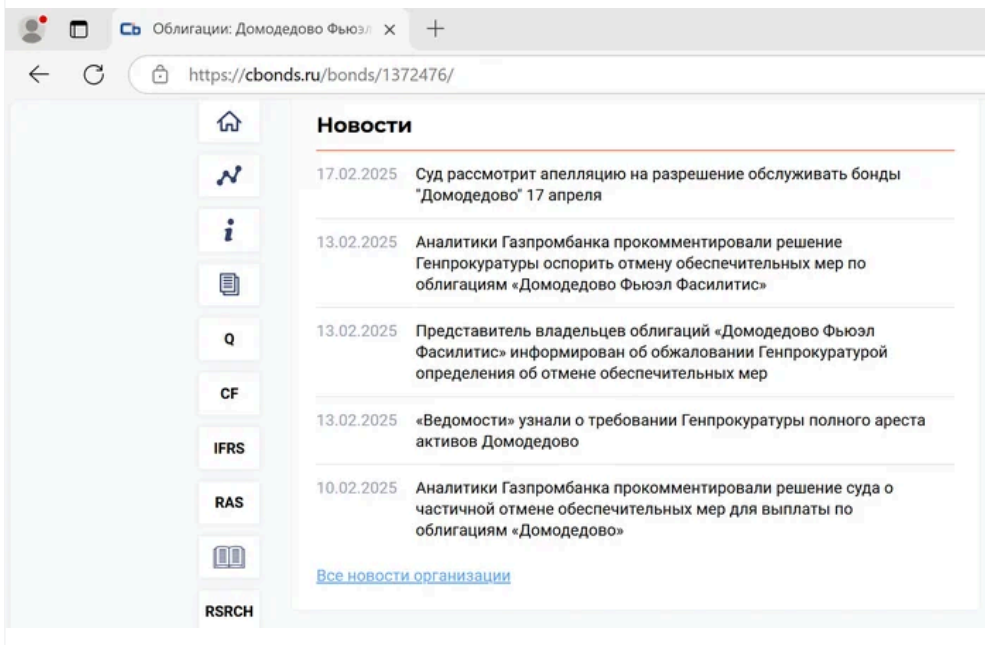 Сb Облигации: Домодедово Фьюэл
https://cbonds.ru/bonds/1372476/
Новости
17.02.2025 Суд рассмотрит апелляцию на разрешение обслуживать бонды
"Домодедово" 17 апреля
13.02.2025 Аналитики Газпромбанка прокомментировали решение
Генпрокуратуры оспорить отмену обеспечительных мер по
облигациям «Домодедово Фьюэл Фасилитис»
13.02.2025 Представитель владельцев облигаций «Домодедово Фьюэл
Фасилитис» информирован об обжаловании Генпрокуратурой
определения об отмене обеспечительных мер
13.02.2025 «Ведомости» узнали о требовании Генпрокуратуры полного ареста
активов Домодедово
10.02.2025 Аналитики Газпромбанка прокомментировали решение суда о
частичной отмене обеспечительных мер для выплаты по
облигациям «Домодедово»
Все новости организации
i
Q
CF
IFRS
RAS
RSRCH